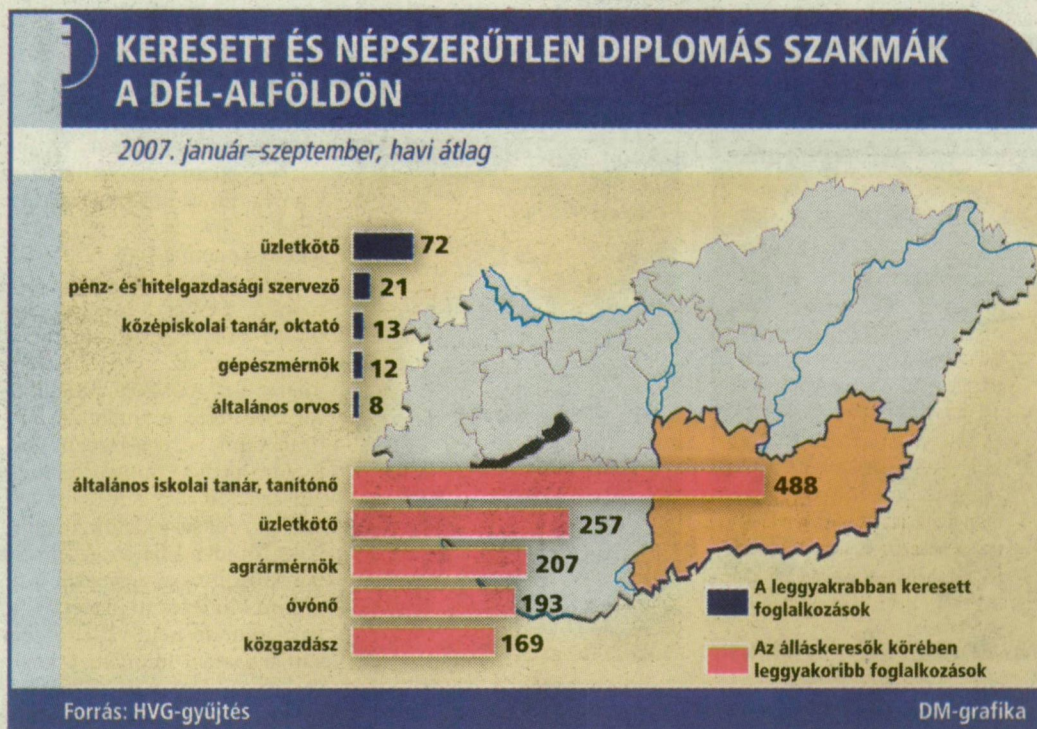 i
KERESETT ÉS NÉPSZERŰTLEN DIPLOMÁS SZAKMÁK
A DÉL-ALFÖLDÖN
2007. január–szeptember, havi átlag
üzletkötő 72
pénz- és hitelgazdasági szervező 21
középiskolai tanár, oktató 13
gépészmérnök 12
általános orvos 8
általános iskolai tanár, tanítónő 488
üzletkötő 257
agrármérnök 207
óvónő 193
közgazdász 169
A leggyakrabban keresett
foglalkozások
Az álláskeresők körében
leggyakoribb foglalkozások
Forrás: HVG-gyűjtés
DM-grafika